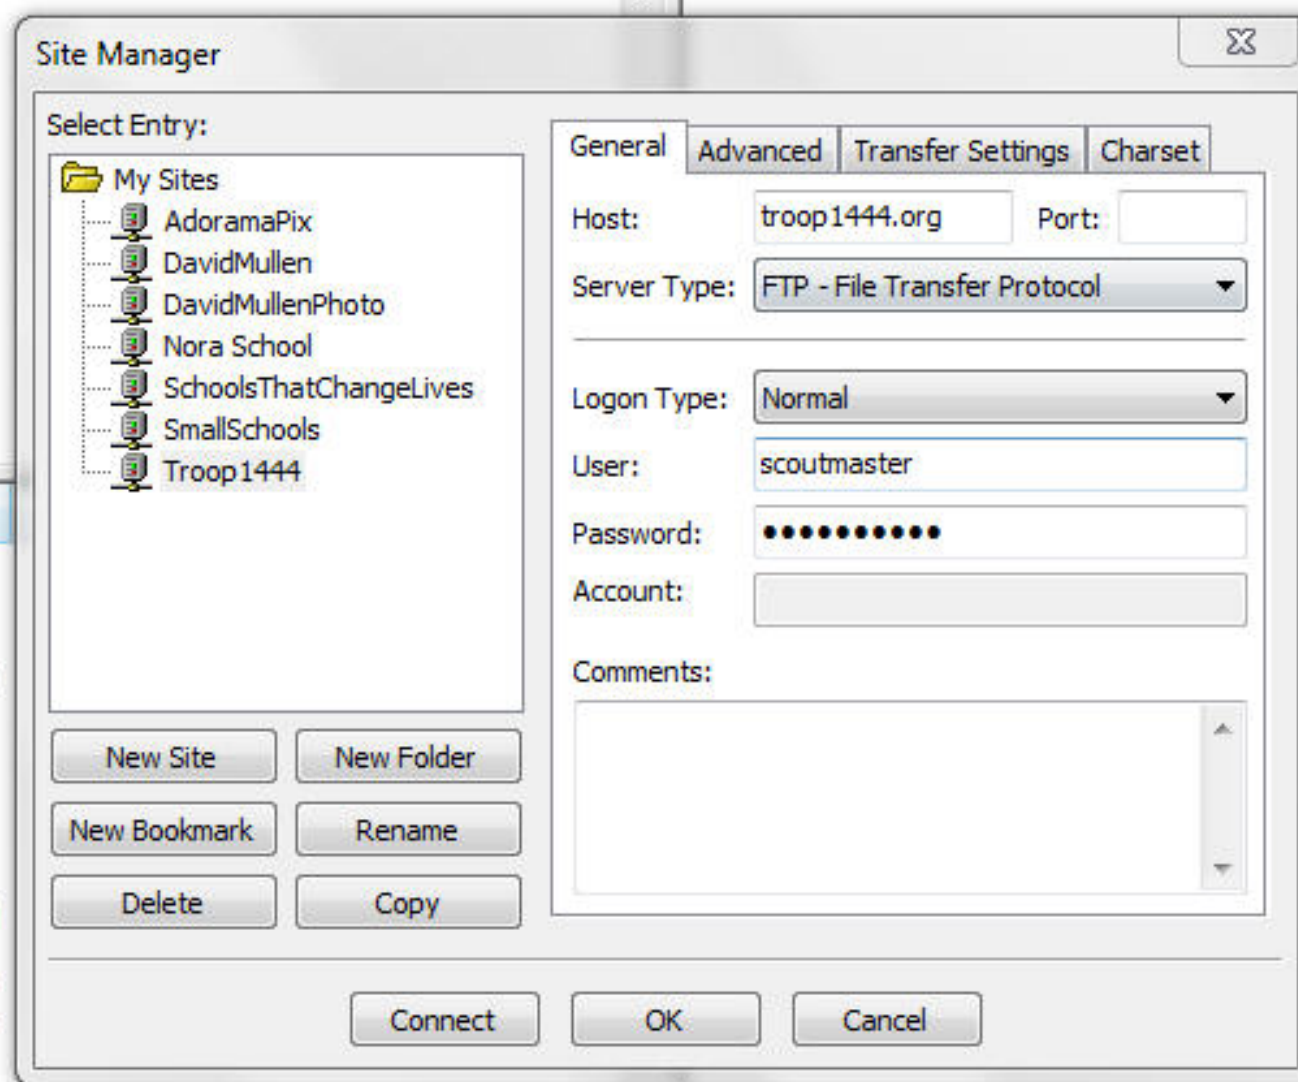 Site Manager
Select Entry:
My Sites
AdoramaPix
DavidMullen
DavidMullenPhoto
Nora School
SchoolsThatChangeLives
SmallSchools
Troop1444
New Site
New Folder
New Bookmark
Rename
Delete
Copy
General
Advanced
Transfer Settings
Charset
Host: troop1444.org Port:
Server Type: FTP - File Transfer Protocol
Logon Type: Normal
User: scoutmaster
Password: ●●●●●●●●●●
Account:
Comments:
Connect
OK
Cancel